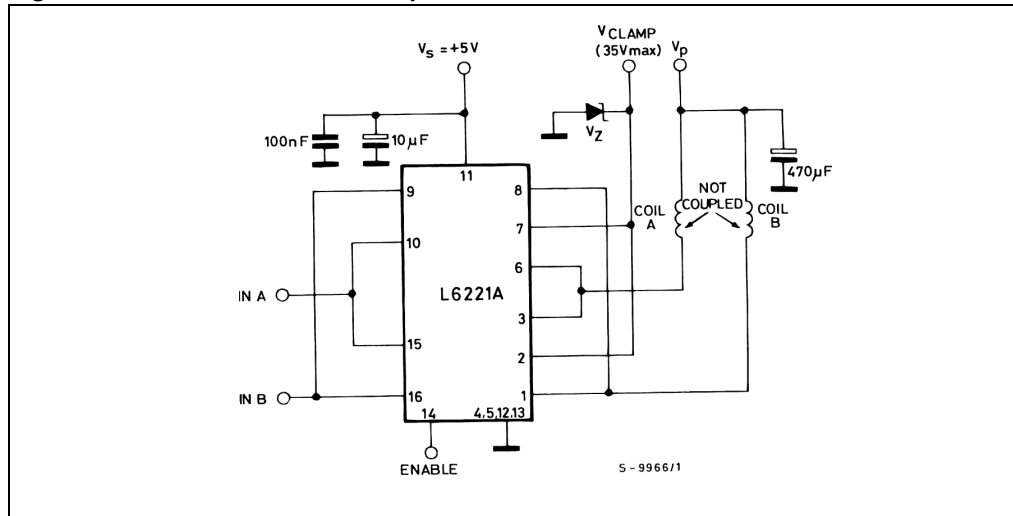 Vs = +5V
VCLAMP
(35Vmax)
Vp
VZ
100nF
10µF
470µF
11
9
8
NOT
COUPLED
COIL
A
COIL
B
7
10
6
L6221A
IN A
3
15
2
IN B
16
1
14
4,5,12,13
ENABLE
S-9966/1